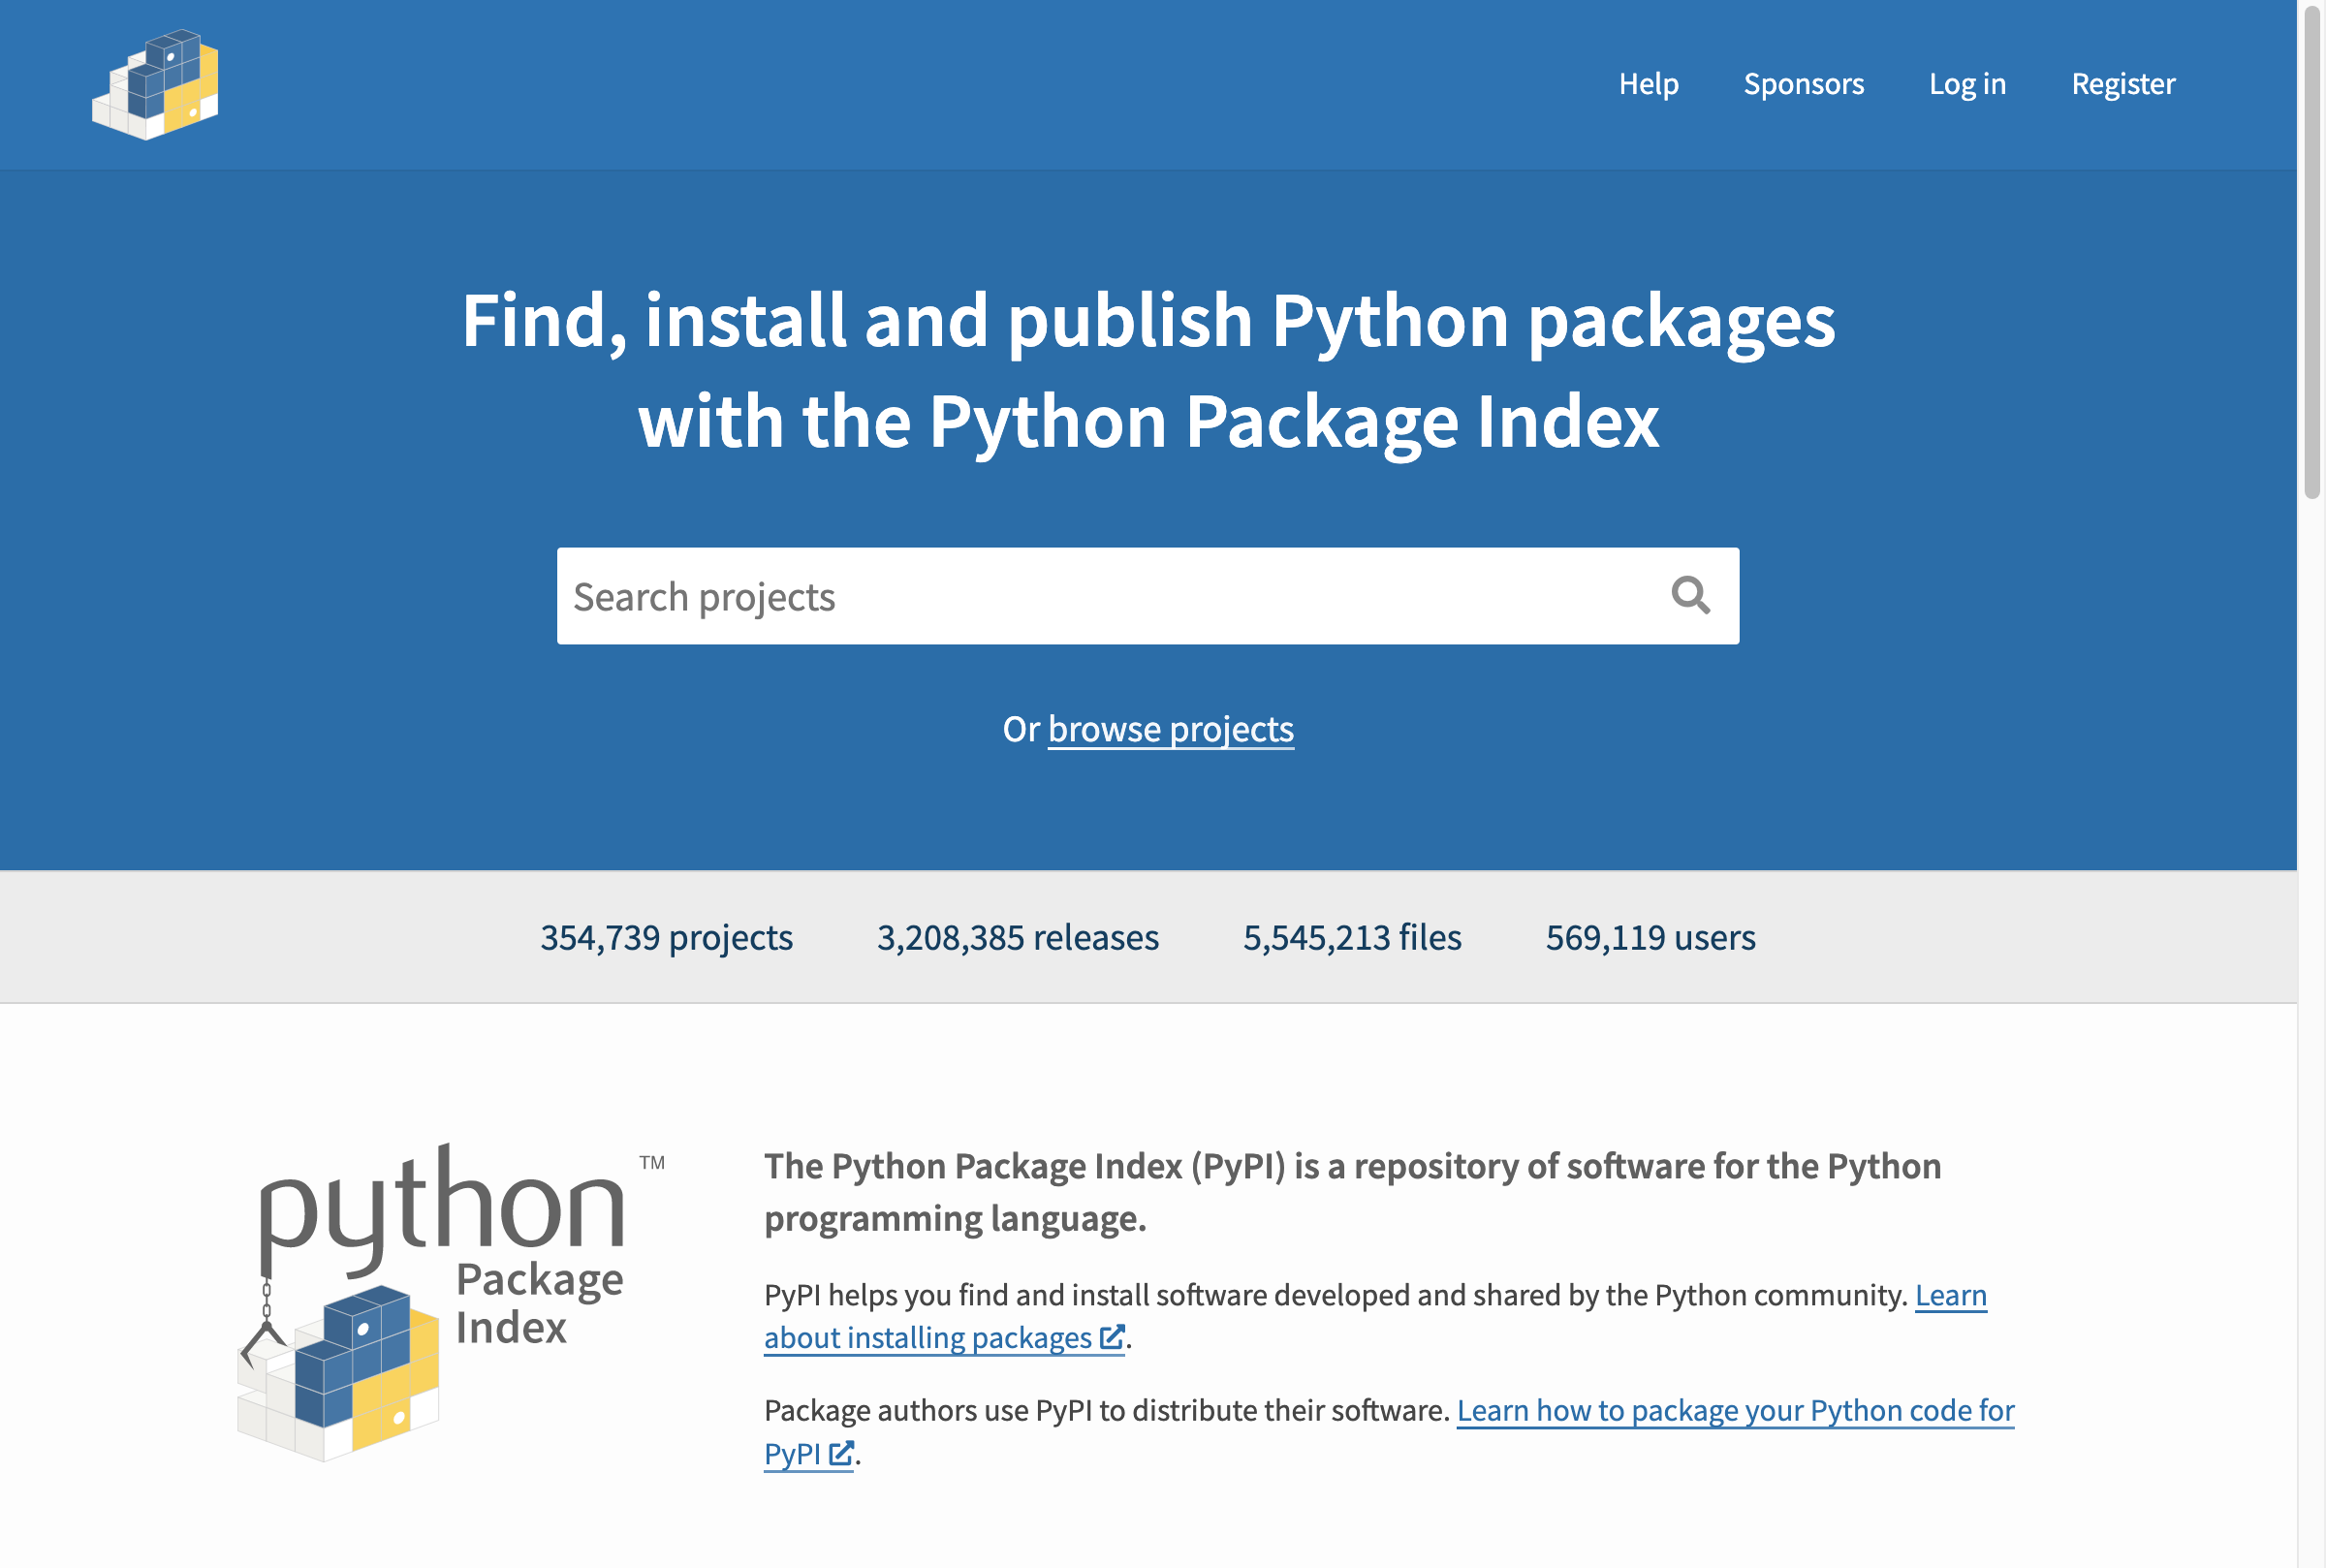 Help Sponsors Log in Register
Find, install and publish Python packages
with the Python Package Index
Search projects
Or browse projects
354,739 projects 3,208,385 releases 5,545,213 files 569,119 users
python™
Package
Index
The Python Package Index (PyPI) is a repository of software for the Python
programming language.
PyPI helps you find and install software developed and shared by the Python community. Learn
about installing packages.
Package authors use PyPI to distribute their software. Learn how to package your Python code for
PyPI.